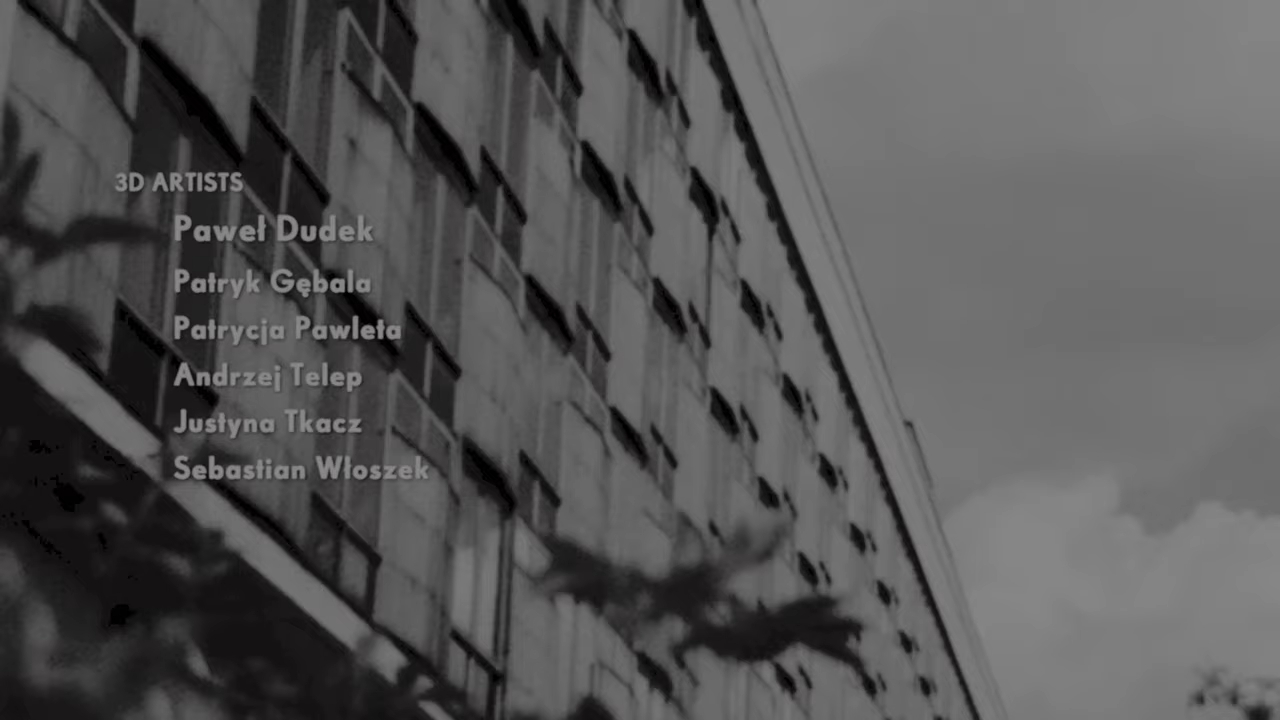 3D ARTISTS
Paweł Dudek
Patryk Gębala
Patrycja Pawleta
Andrzej Telep
Justyna Tkacz
Sebastian Włoszek